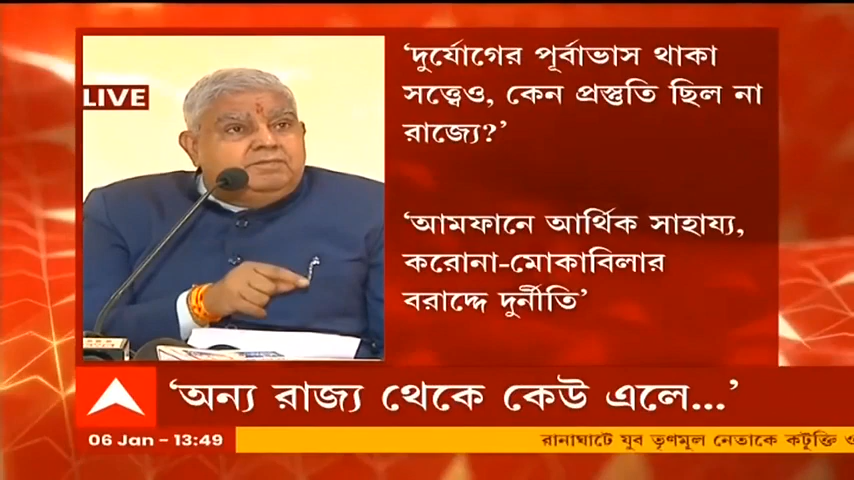 LIVE
‘দুর্যোগের পূর্বাভাস থাকা
সত্ত্বেও, কেন প্রস্তুতি ছিল না
রাজ্যে?’
‘আমফানে আর্থিক সাহায্য,
করোনা-মোকাবিলার
বরাদ্দে দুর্নীতি’
‘অন্য রাজ্য থেকে কেউ এলে...’
06 Jan - 13:49
রানাঘাটে যুব তৃণমূল নেতাকে কটূক্তি ও